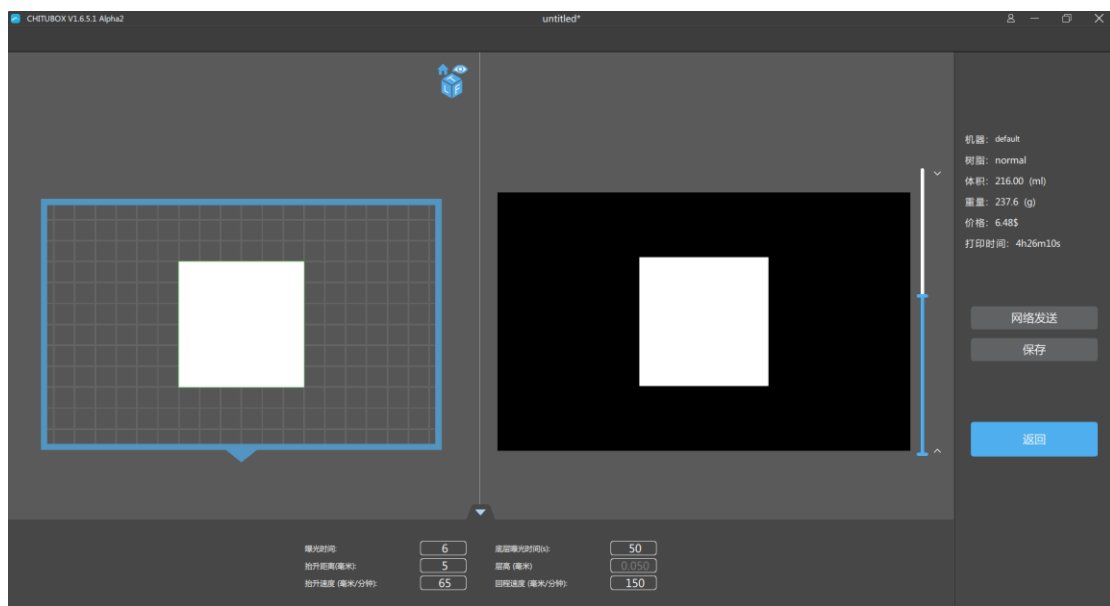 CHITUBOX V1.6.5.1 Alpha2
untitled*
T
L F
机器: default
树脂: normal
体积: 216.00 (ml)
重量: 237.6 (g)
价格: 6.48$
打印时间: 4h26m10s
网络发送
保存
返回
曝光时间: 6 底层曝光时间(s): 50
抬升距离(毫米): 5 层高 (毫米) 0.050
抬升速度 (毫米/分钟): 65 回程速度 (毫米/分钟): 150